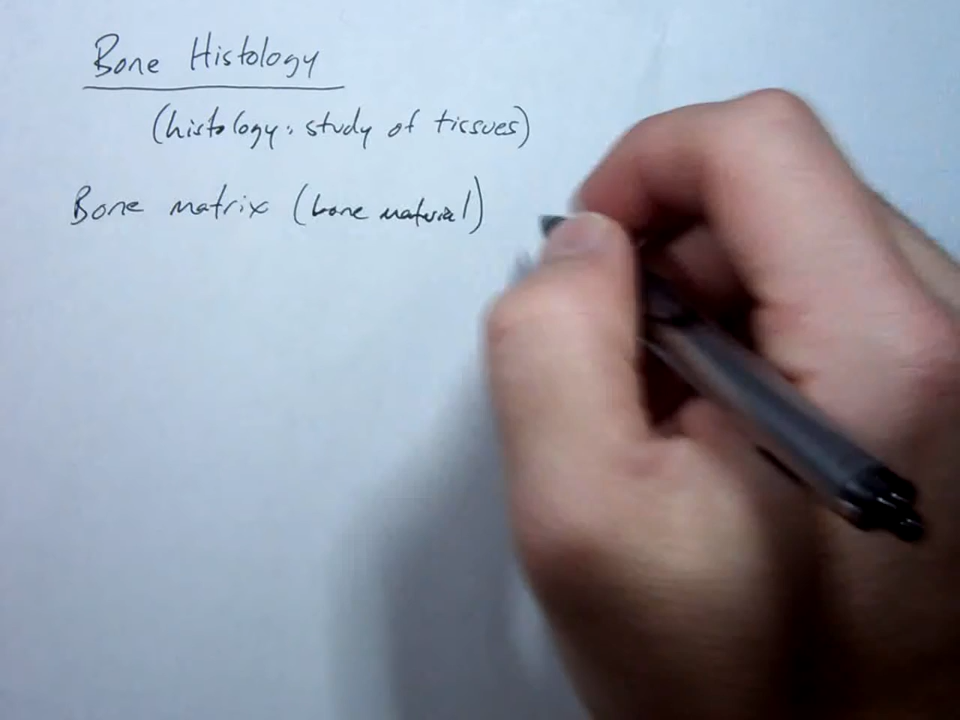 Bone Histology
(histology: study of tissues)
Bone matrix (bone material)